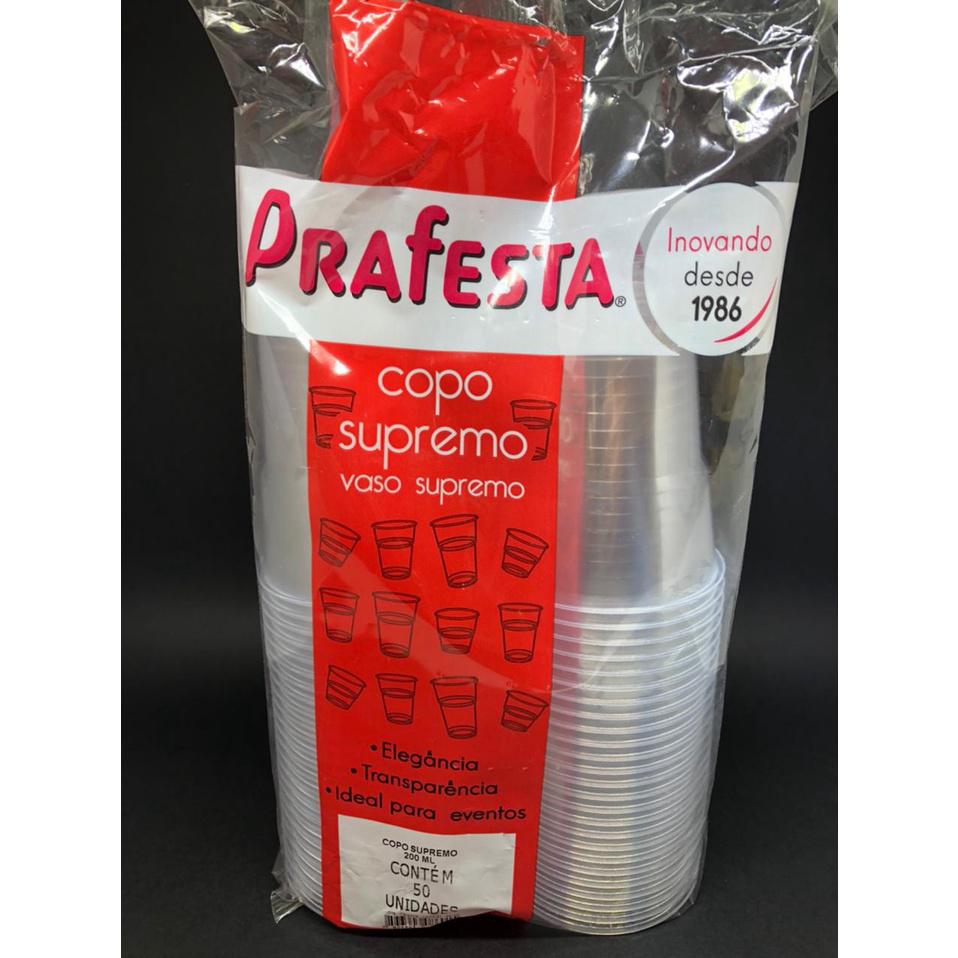 PRAFESTA®
Inovando
desde
1986
copo
supremo
vaso supremo
• Elegância
• Transparência
• Ideal para eventos
COPO SUPREMO
200 ML
CONTÉM
50
UNIDADES